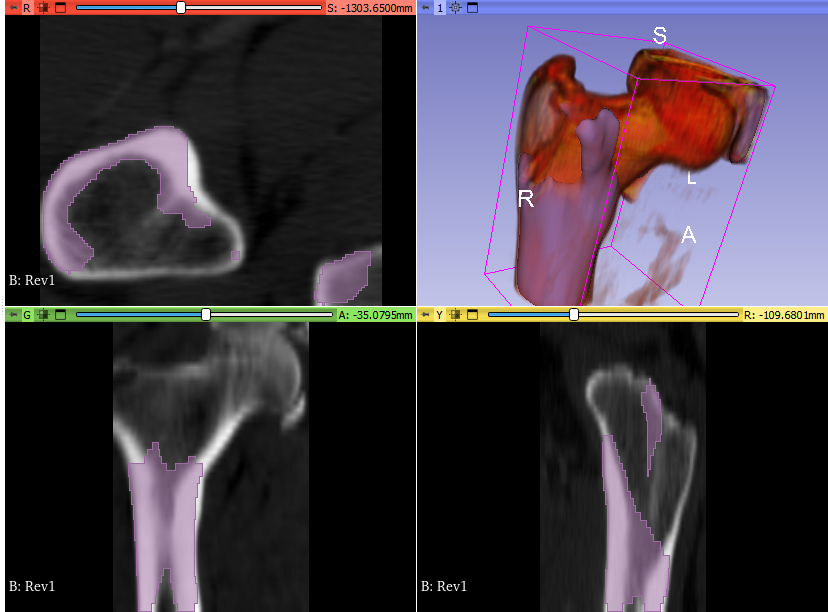 R S: -1303.6500mm
1
S
R
L
A
B: Rev1
G A: -35.0795mm
Y R: -109.6801mm
B: Rev1
B: Rev1